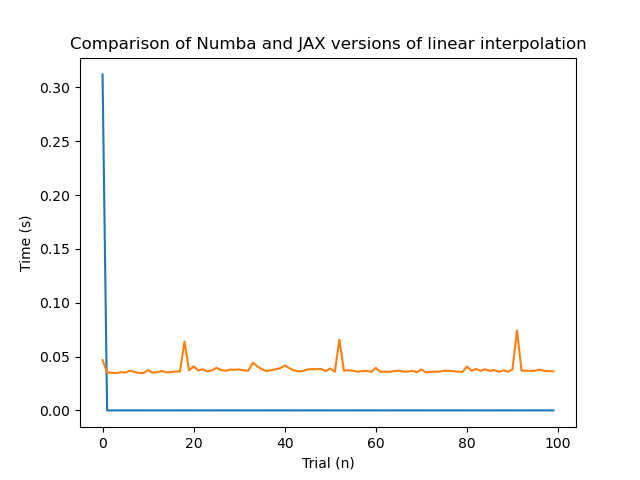 Comparison of Numba and JAX versions of linear interpolation
0.30
0.25
0.20
0.15
0.10
0.05
0.00
Time (s)
0 20 40 60 80 100
Trial (n)